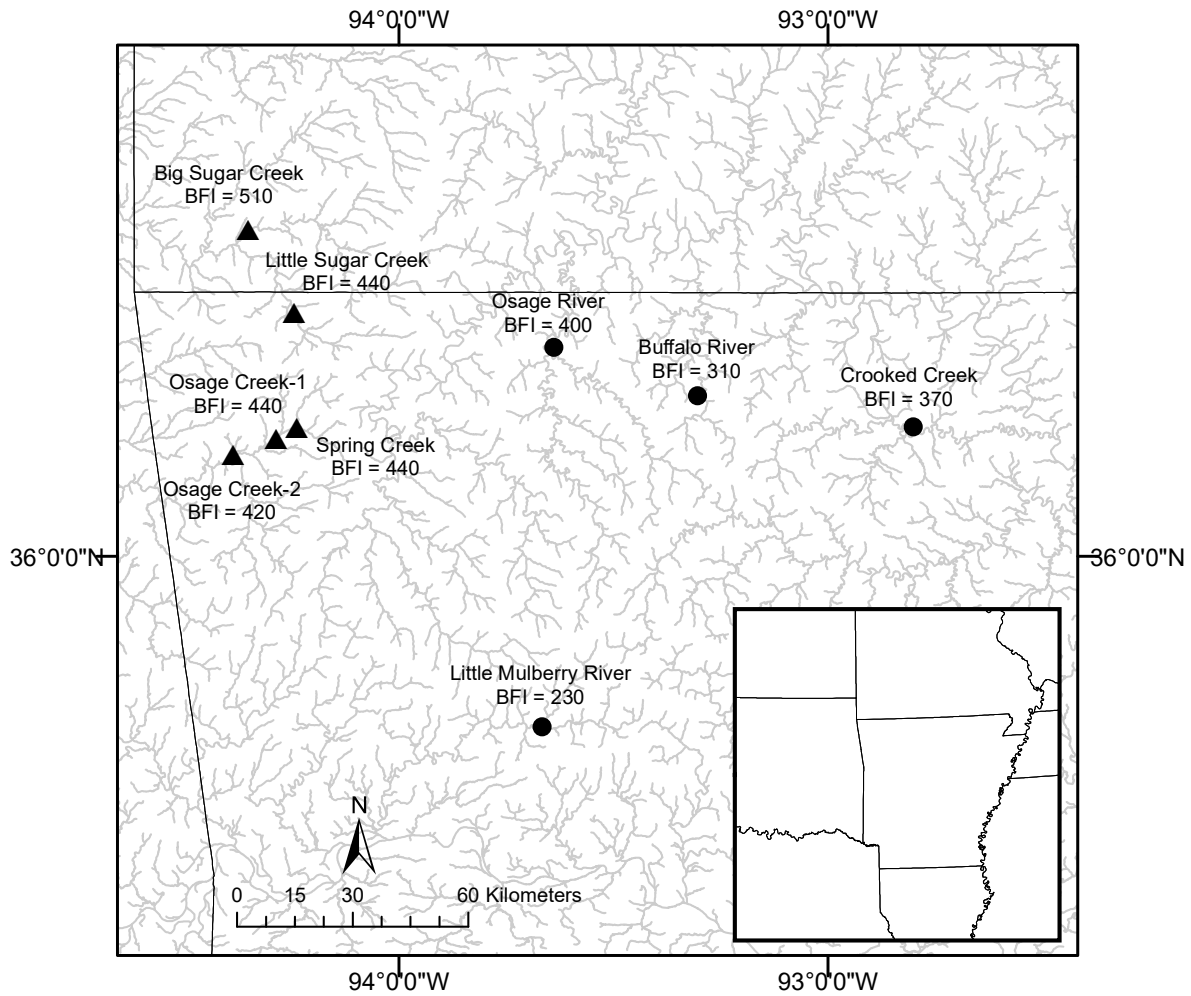 94°0'0"W
93°0'0"W
Big Sugar Creek
BFI = 510
Little Sugar Creek
BFI = 440
Osage River
BFI = 400
Buffalo River
BFI = 310
Crooked Creek
BFI = 370
Osage Creek-1
BFI = 440
Spring Creek
BFI = 440
Osage Creek-2
BFI = 420
36°0'0"N
36°0'0"N
Little Mulberry River
BFI = 230
N
0 15 30 60 Kilometers
94°0'0"W
93°0'0"W